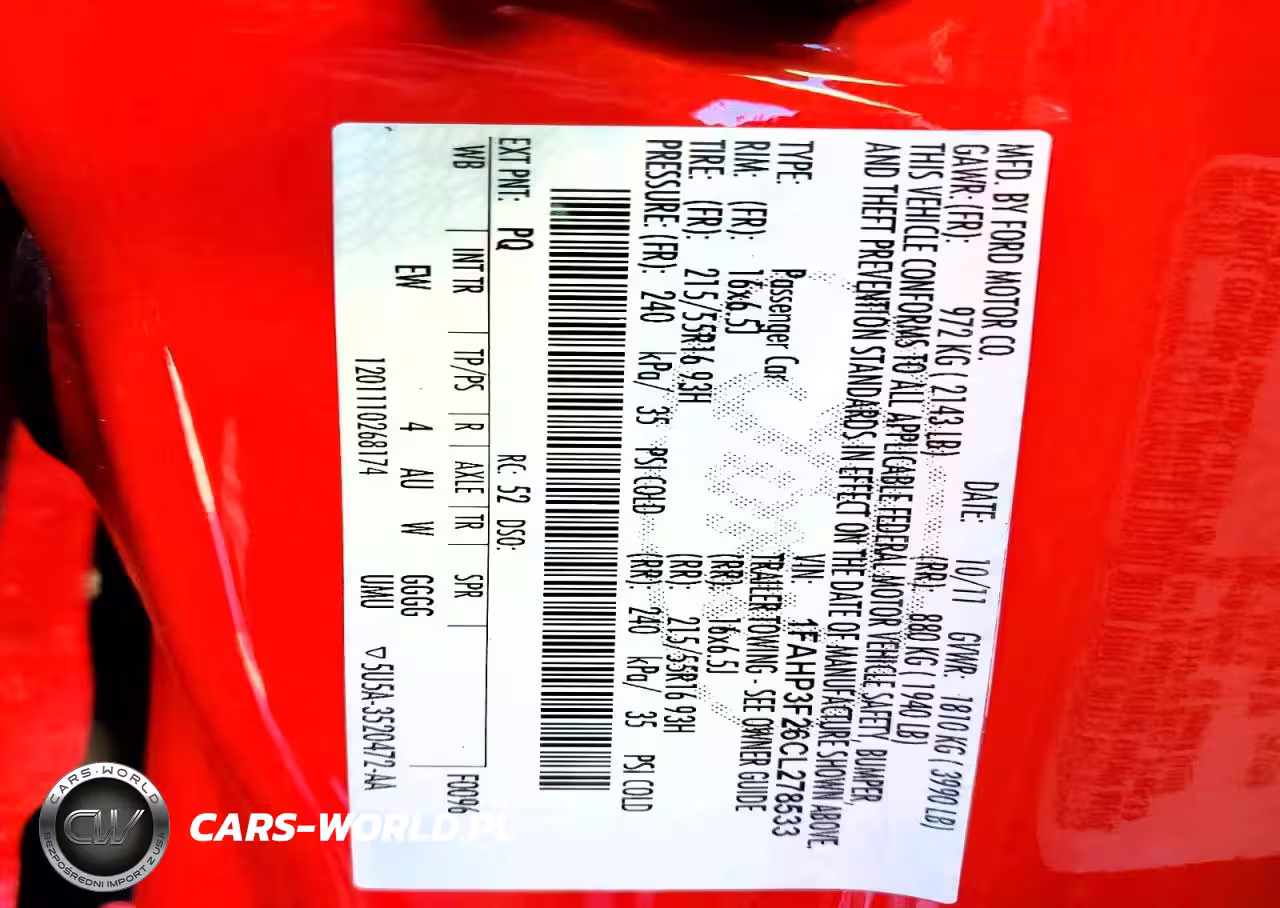 MFD. BY FORD MOTOR CO.
DATE: 10/11 GVWR: 1810 KG ( 3990 LB)
GAWR: (FR): 972 KG ( 2143 LB) (RR): 880 KG ( 1940 LB)
THIS VEHICLE CONFORMS TO ALL APPLICABLE FEDERAL MOTOR VEHICLE SAFETY, BUMPER,
AND THEFT PREVENTION STANDARDS IN EFFECT ON THE DATE OF MANUFACTURE SHOWN ABOVE.
VIN: 1FAHP3F26CL278533
TYPE: Passenger Car TRAILER TOWING - SEE OWNER GUIDE
RIM: (FR): 16x6.5J (RR): 16x6.5J
TIRE: (FR): 215/55R16 93H (RR): 215/55R16 93H
PRESSURE: (FR): 240 kPa/ 35 PSI COLD (RR): 240 kPa/ 35 PSI COLD
EXT PNT: PQ RC: 52 DSO:
F0096
WB INT TR TP/PS R AXLE TR SPR
EW 4 AU W GGGG
1201110268174 UMU ▽5U5A-3520472-AA
CARS-WORLD
CW
BEZPOŚREDNI IMPORT Z USA
CARS-WORLD.PL